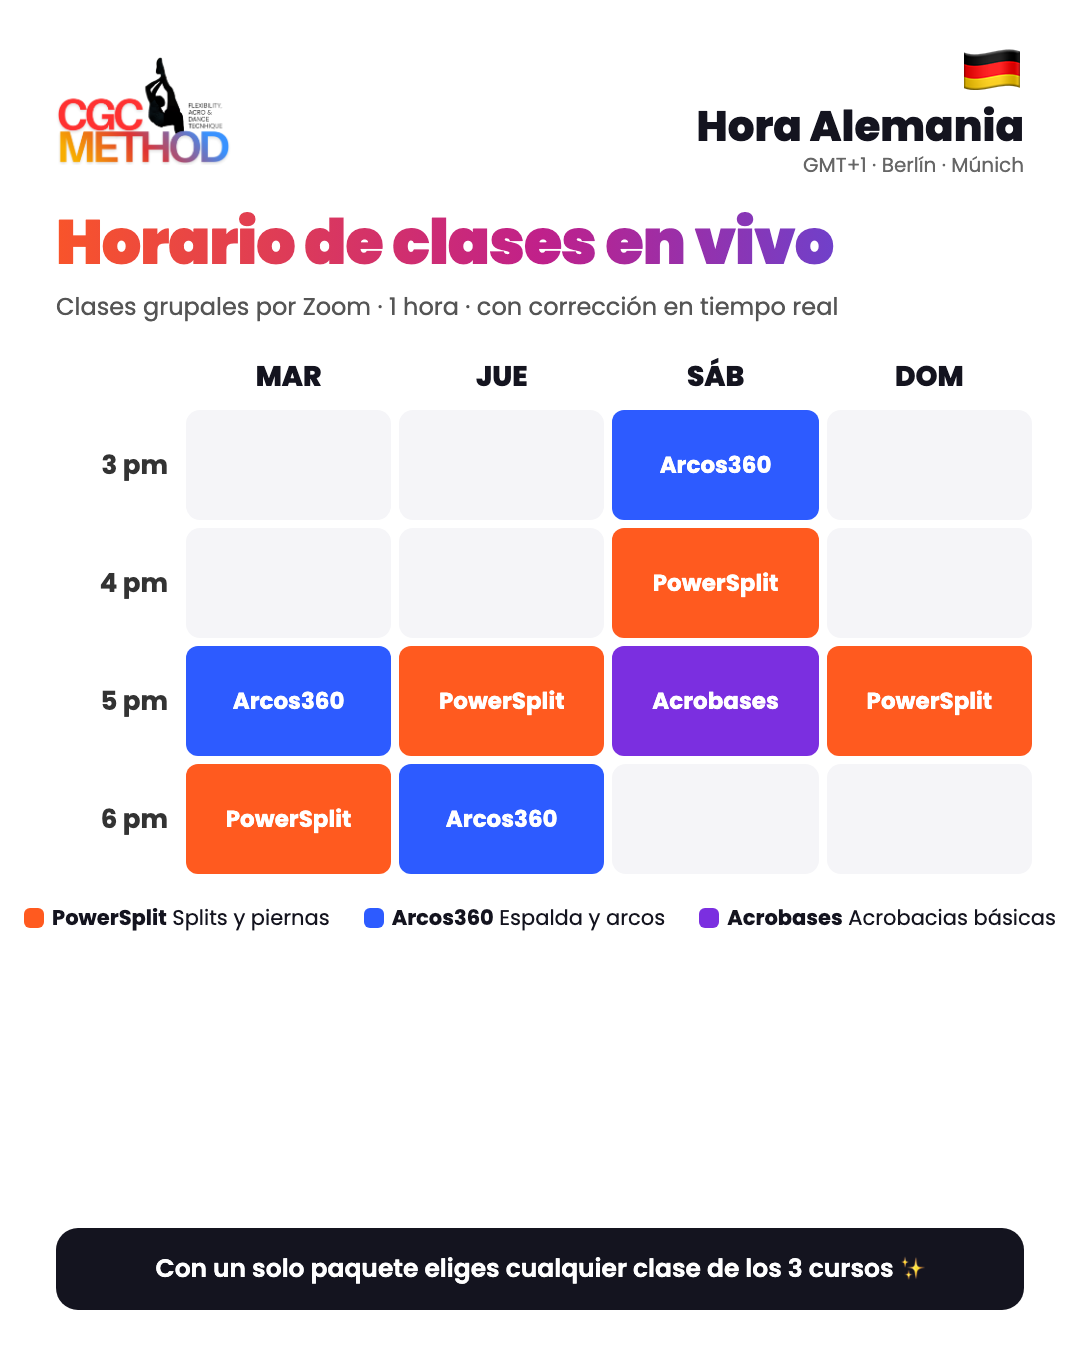 CGC
METHOD
FLEXIBILITY,
ACRO &
DANCE
TECNHIQUE
Hora Alemania
GMT+1 · Berlín · Múnich
Horario de clases en vivo
Clases grupales por Zoom · 1 hora · con corrección en tiempo real
MAR JUE SÁB DOM
3 pm Arcos360
4 pm PowerSplit
5 pm Arcos360 PowerSplit Acrobases PowerSplit
6 pm PowerSplit Arcos360
PowerSplit Splits y piernas Arcos360 Espalda y arcos Acrobases Acrobacias básicas
Con un solo paquete eliges cualquier clase de los 3 cursos ✨